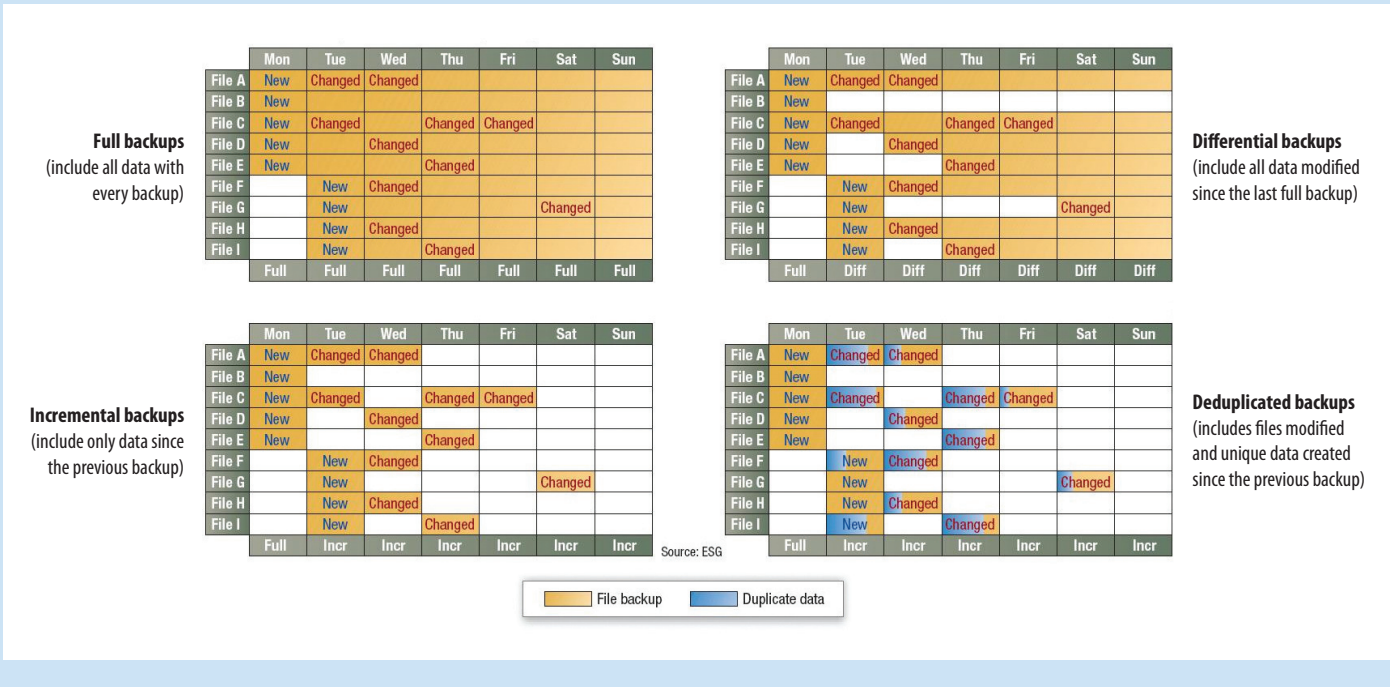 Mon Tue Wed Thu Fri Sat Sun
File A New Changed Changed
File B New
File C New Changed Changed Changed
File D New Changed
File E New Changed
File F New Changed
File G New Changed
File H New Changed
File I New Changed
Full Full Full Full Full Full Full
Full backups
(include all data with
every backup)
Mon Tue Wed Thu Fri Sat Sun
File A New Changed Changed
File B New
File C New Changed Changed Changed
File D New Changed
File E New Changed
File F New Changed
File G New Changed
File H New Changed
File I New Changed
Full Diff Diff Diff Diff Diff Diff
Differential backups
(include all data modified
since the last full backup)
Mon Tue Wed Thu Fri Sat Sun
File A New Changed Changed
File B New
File C New Changed Changed Changed
File D New Changed
File E New Changed
File F New Changed
File G New Changed
File H New Changed
File I New Changed
Full Incr Incr Incr Incr Incr Incr
Incremental backups
(include only data since
the previous backup)
Source: ESG
Mon Tue Wed Thu Fri Sat Sun
File A New Changed Changed
File B New
File C New Changed Changed Changed
File D New Changed
File E New Changed
File F New Changed
File G New Changed
File H New Changed
File I New Changed
Full Incr Incr Incr Incr Incr Incr
Deduplicated backups
(includes files modified
and unique data created
since the previous backup)
File backup
Duplicate data